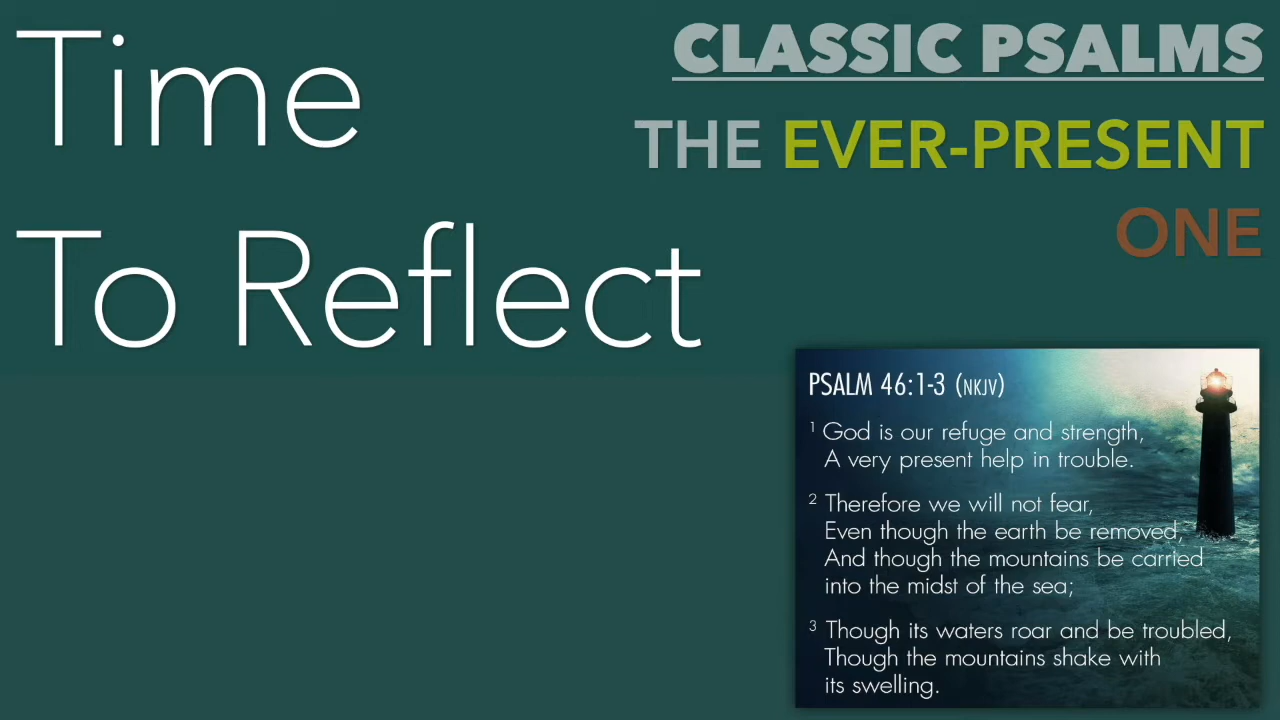 Time
To Reflect
CLASSIC PSALMS
THE EVER-PRESENT
ONE
PSALM 46:1-3 (NKJV)
1 God is our refuge and strength,
A very present help in trouble.
2 Therefore we will not fear,
Even though the earth be removed,
And though the mountains be carried
into the midst of the sea;
3 Though its waters roar and be troubled,
Though the mountains shake with
its swelling.